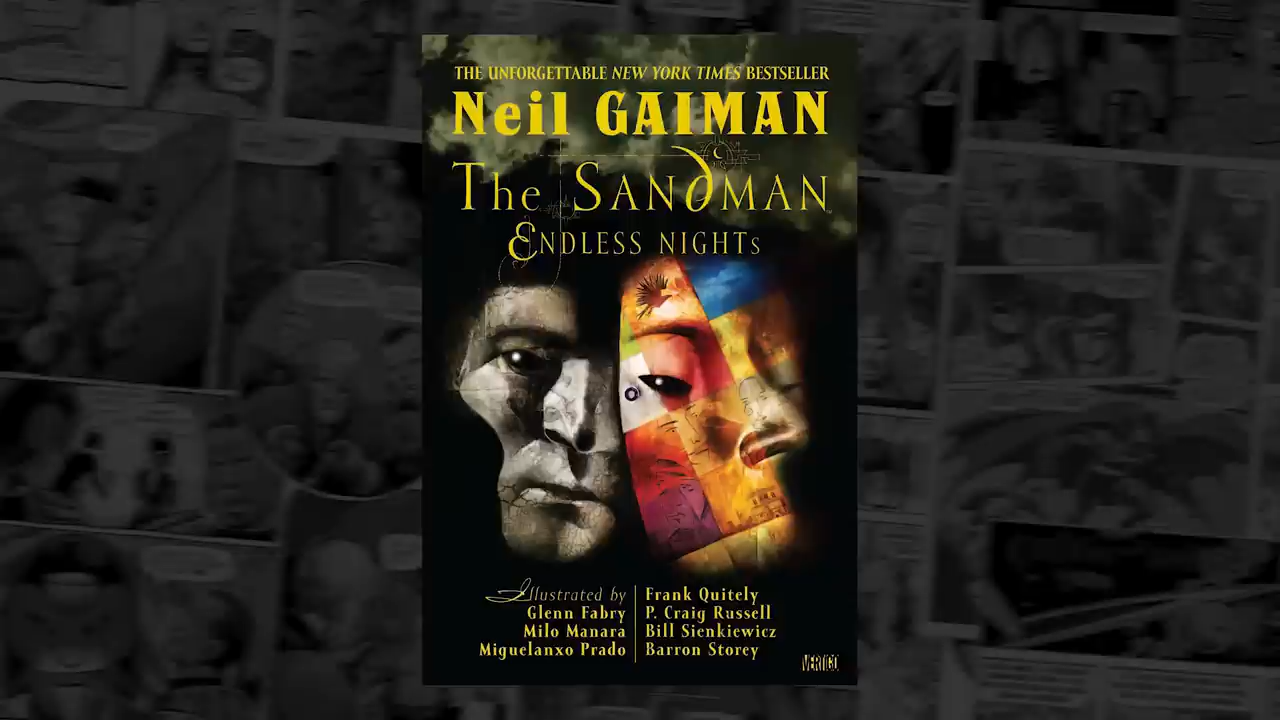 THE UNFORGETTABLE NEW YORK TIMES BESTSELLER
Neil GAIMAN
The SANDMAN
ENDLESS NIGHTS
Illustrated by
Glenn Fabry
Milo Manara
Miguelanxo Prado
Frank Quitely
P. Craig Russell
Bill Sienkiewicz
Barron Storey
VERTIGO